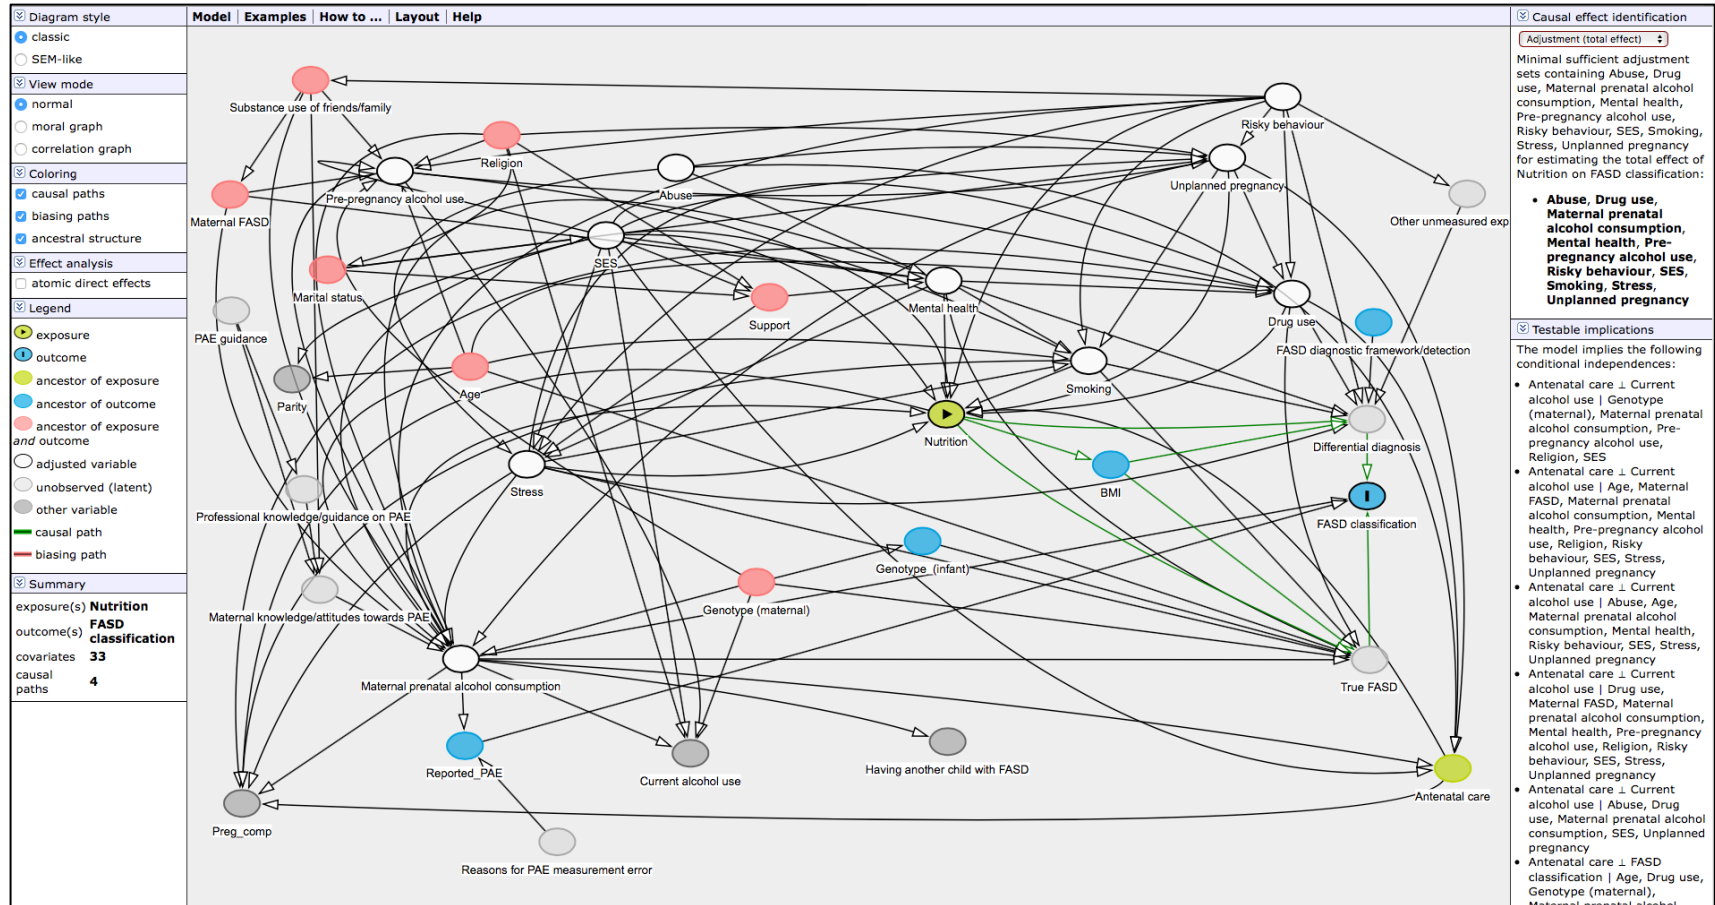 Diagram style
classic
SEM-like
View mode
normal
moral graph
correlation graph
Coloring
causal paths
biasing paths
ancestral structure
Effect analysis
atomic direct effects
Legend
exposure
outcome
ancestor of exposure
ancestor of outcome
ancestor of exposure
and outcome
adjusted variable
unobserved (latent)
other variable
causal path
biasing path
Summary
exposure(s) Nutrition
outcome(s) FASD
classification
covariates 33
causal
paths 4
Model | Examples | How to ... | Layout | Help
Substance use of friends/family
Risky behaviour
Religion
Pre-pregnancy alcohol use
Abuse
Unplanned pregnancy
Maternal FASD
Other unmeasured exp
SES
Marital status
Mental health
Support
Drug use
PAE guidance
FASD diagnostic framework/detection
Parity
Age
Smoking
Nutrition
Differential diagnosis
Stress
BMI
Professional knowledge/guidance on PAE
FASD classification
Genotype (infant)
Maternal knowledge/attitudes towards PAE
Genotype (maternal)
Maternal prenatal alcohol consumption
True FASD
Reported_PAE
Current alcohol use
Having another child with FASD
Antenatal care
Preg_comp
Reasons for PAE measurement error
Causal effect identification
Adjustment (total effect)
Minimal sufficient adjustment
sets containing Abuse, Drug
use, Maternal prenatal alcohol
consumption, Mental health,
Pre-pregnancy alcohol use,
Risky behaviour, SES, Smoking,
Stress, Unplanned pregnancy
for estimating the total effect of
Nutrition on FASD classification:
• Abuse, Drug use,
Maternal prenatal
alcohol consumption,
Mental health, Pre-
pregnancy alcohol use,
Risky behaviour, SES,
Smoking, Stress,
Unplanned pregnancy
Testable implications
The model implies the following
conditional independences:
• Antenatal care ⊥ Current
alcohol use | Genotype
(maternal), Maternal prenatal
alcohol consumption, Pre-
pregnancy alcohol use,
Religion, SES
• Antenatal care ⊥ Current
alcohol use | Age, Maternal
FASD, Maternal prenatal
alcohol consumption, Mental
health, Pre-pregnancy alcohol
use, Religion, Risky
behaviour, SES, Stress,
Unplanned pregnancy
• Antenatal care ⊥ Current
alcohol use | Abuse, Age,
Maternal prenatal alcohol
consumption, Mental health,
Risky behaviour, SES, Stress,
Unplanned pregnancy
• Antenatal care ⊥ Current
alcohol use | Drug use,
Maternal FASD, Maternal
prenatal alcohol consumption,
Mental health, Pre-pregnancy
alcohol use, Religion, Risky
behaviour, SES, Stress,
Unplanned pregnancy
• Antenatal care ⊥ Current
alcohol use | Abuse, Drug
use, Maternal prenatal alcohol
consumption, SES, Unplanned
pregnancy
• Antenatal care ⊥ FASD
classification | Age, Drug use,
Genotype (maternal),
Maternal prenatal alcohol